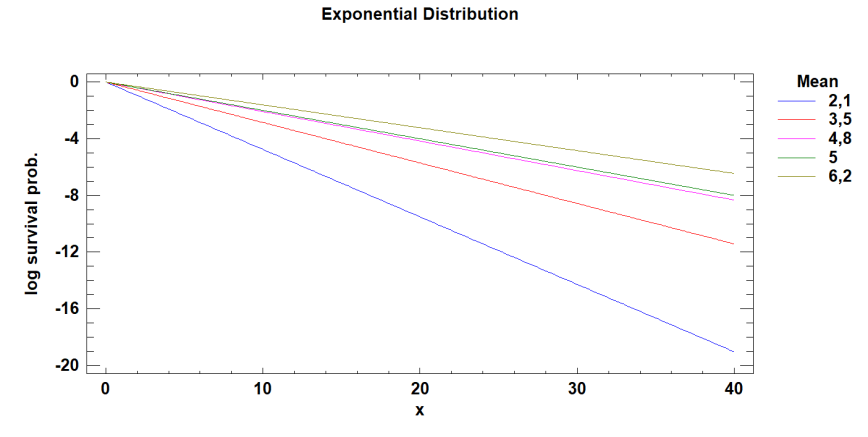 Exponential Distribution
log survival prob.
0
-4
-8
-12
-16
-20
0 10 20 30 40
x
Mean
2,1
3,5
4,8
5
6,2